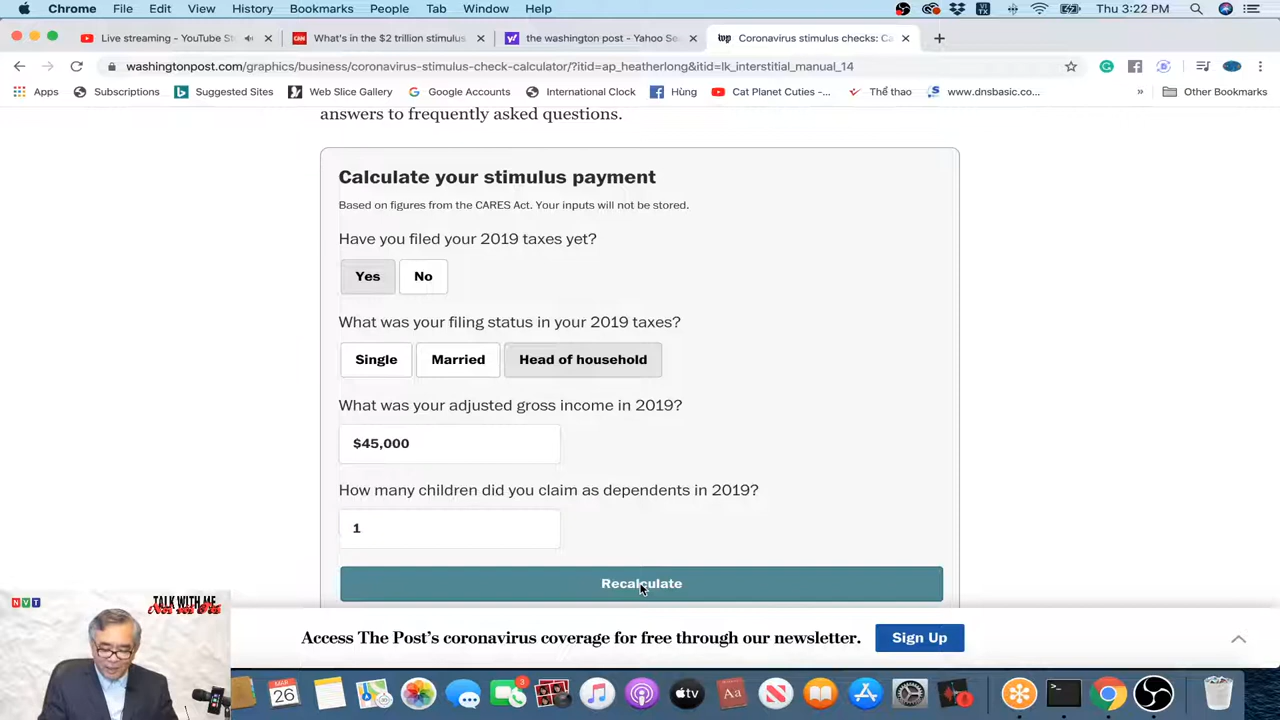 Chrome File Edit View History Bookmarks People Tab Window Help Thu 3:22 PM
Live streaming - YouTube St What's in the $2 trillion stimulus the washington post - Yahoo Se Coronavirus stimulus checks: Ca
washingtonpost.com/graphics/business/coronavirus-stimulus-check-calculator/?itid=ap_heatherlong&itid=lk_interstitial_manual_14
Apps Subscriptions Suggested Sites Web Slice Gallery Google Accounts International Clock Hùng Cat Planet Cuties -... Thể thao www.dnsbasic.co... » Other Bookmarks
answers to frequently asked questions.
Calculate your stimulus payment
Based on figures from the CARES Act. Your inputs will not be stored.
Have you filed your 2019 taxes yet?
Yes No
What was your filing status in your 2019 taxes?
Single Married Head of household
What was your adjusted gross income in 2019?
$45,000
How many children did you claim as dependents in 2019?
1
Recalculate
NVT TALK WITH ME
Access The Post's coronavirus coverage for free through our newsletter. Sign Up
MAR
26
3
tv
Aa